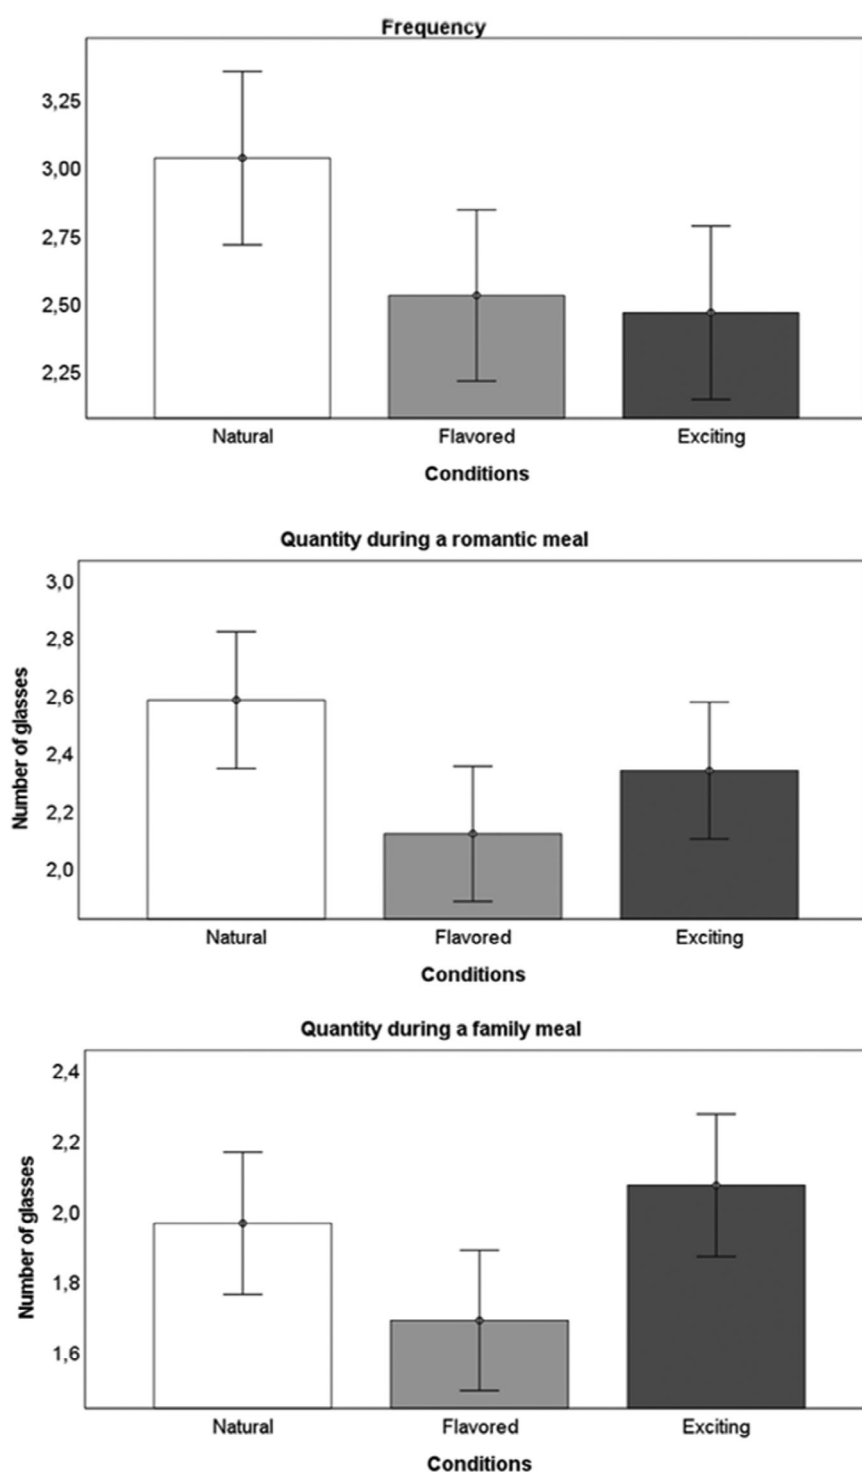 Frequency
3,25
3,00
2,75
2,50
2,25
Natural Flavored Exciting
Conditions
Quantity during a romantic meal
Number of glasses
3,0
2,8
2,6
2,4
2,2
2,0
Natural Flavored Exciting
Conditions
Quantity during a family meal
Number of glasses
2,4
2,2
2,0
1,8
1,6
Natural Flavored Exciting
Conditions